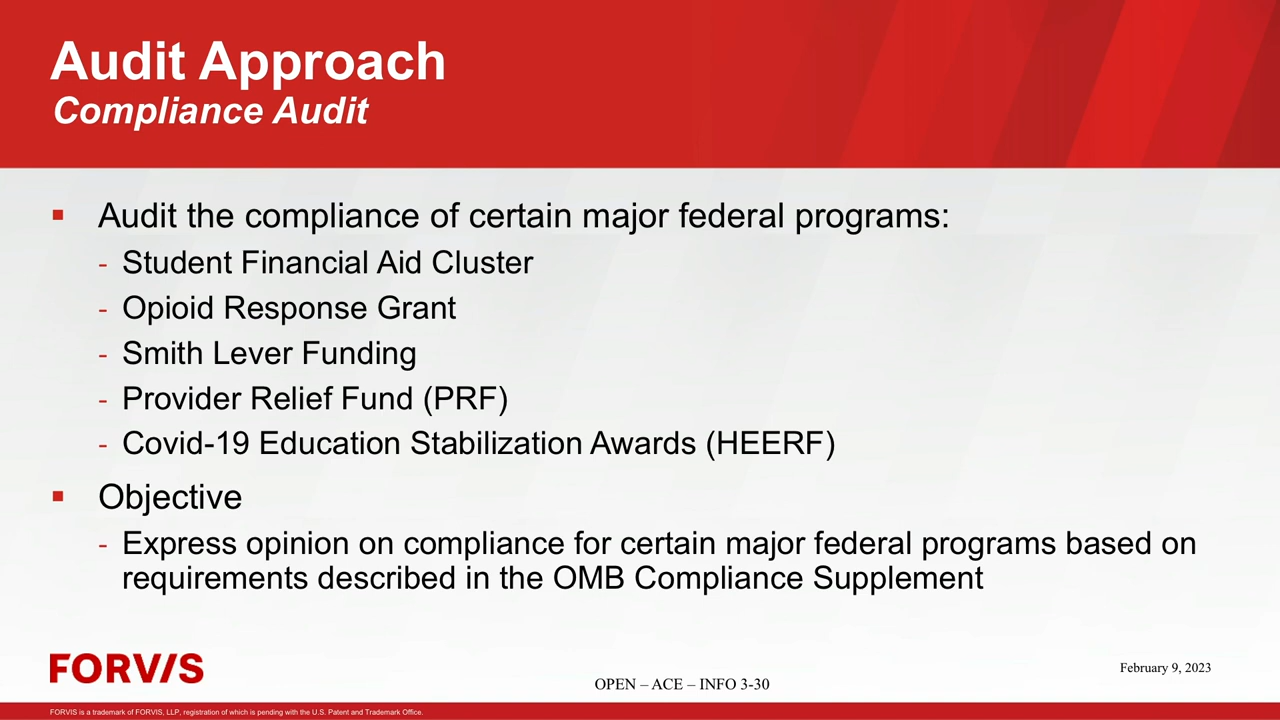 Audit Approach
Compliance Audit
▪ Audit the compliance of certain major federal programs:
- Student Financial Aid Cluster
- Opioid Response Grant
- Smith Lever Funding
- Provider Relief Fund (PRF)
- Covid-19 Education Stabilization Awards (HEERF)
▪ Objective
- Express opinion on compliance for certain major federal programs based on
requirements described in the OMB Compliance Supplement
FORVIS
February 9, 2023
OPEN – ACE – INFO 3-30
FORVIS is a trademark of FORVIS, LLP, registration of which is pending with the U.S. Patent and Trademark Office.